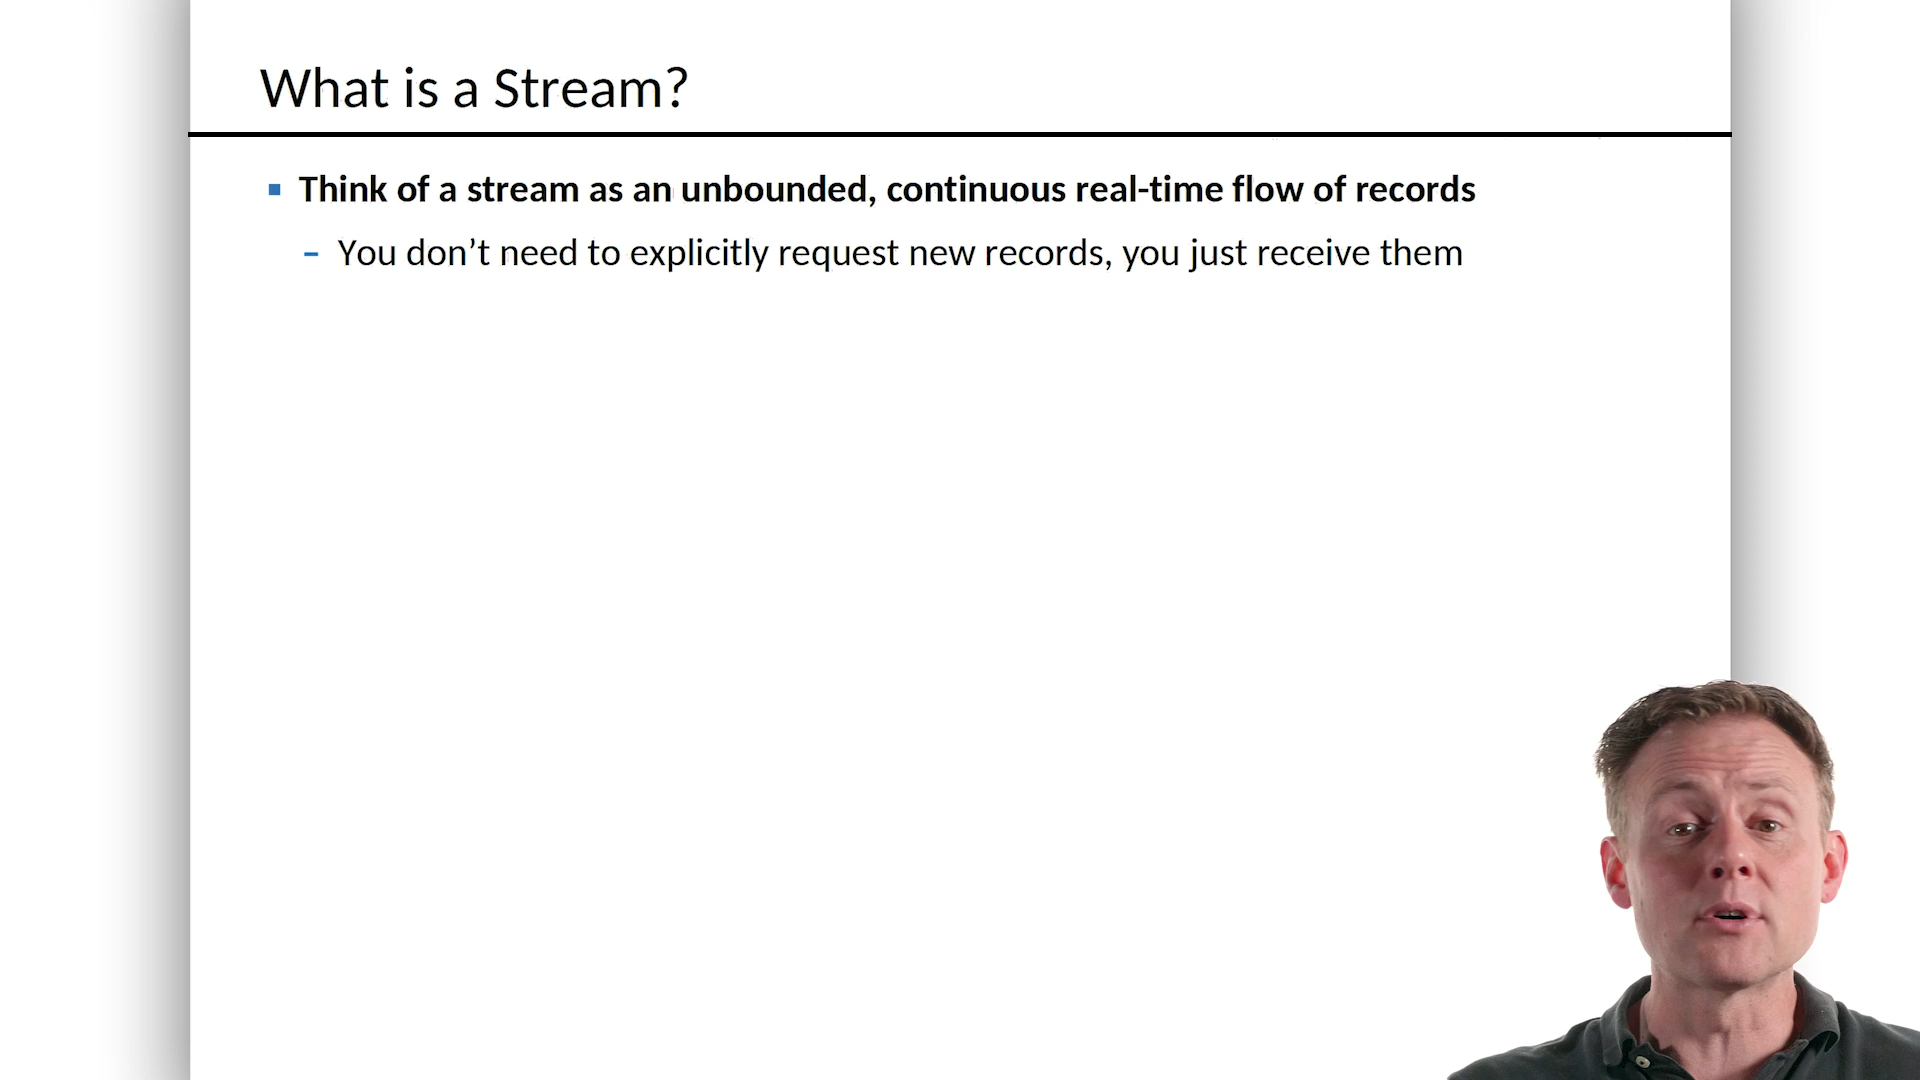 What is a Stream?
Think of a stream as an unbounded, continuous real-time flow of records
– You don’t need to explicitly request new records, you just receive them